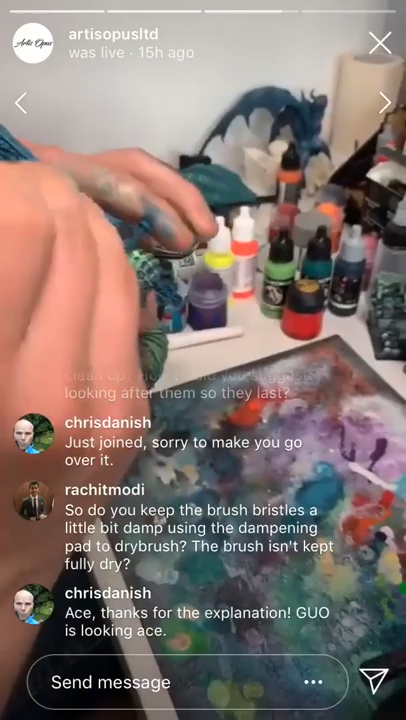 Artis Opus
artisopusltd
was live · 15h ago
looking after them so they last?
chrisdanish
Just joined, sorry to make you go
over it.
rachitmodi
So do you keep the brush bristles a
little bit damp using the dampening
pad to drybrush? The brush isn't kept
fully dry?
chrisdanish
Ace, thanks for the explanation! GUO
is looking ace.
Send message